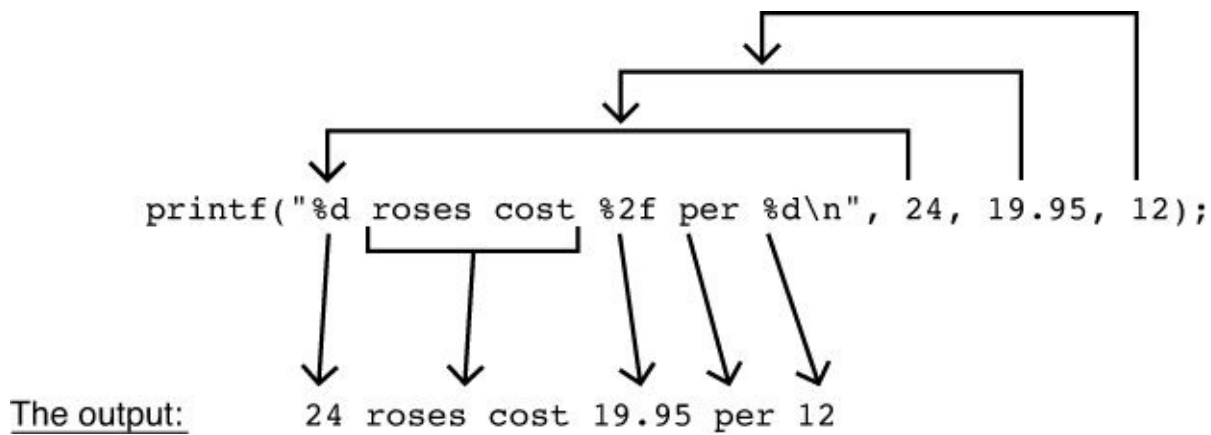 printf("%d roses cost %2f per %d\n", 24, 19.95, 12);
The output: 24 roses cost 19.95 per 12